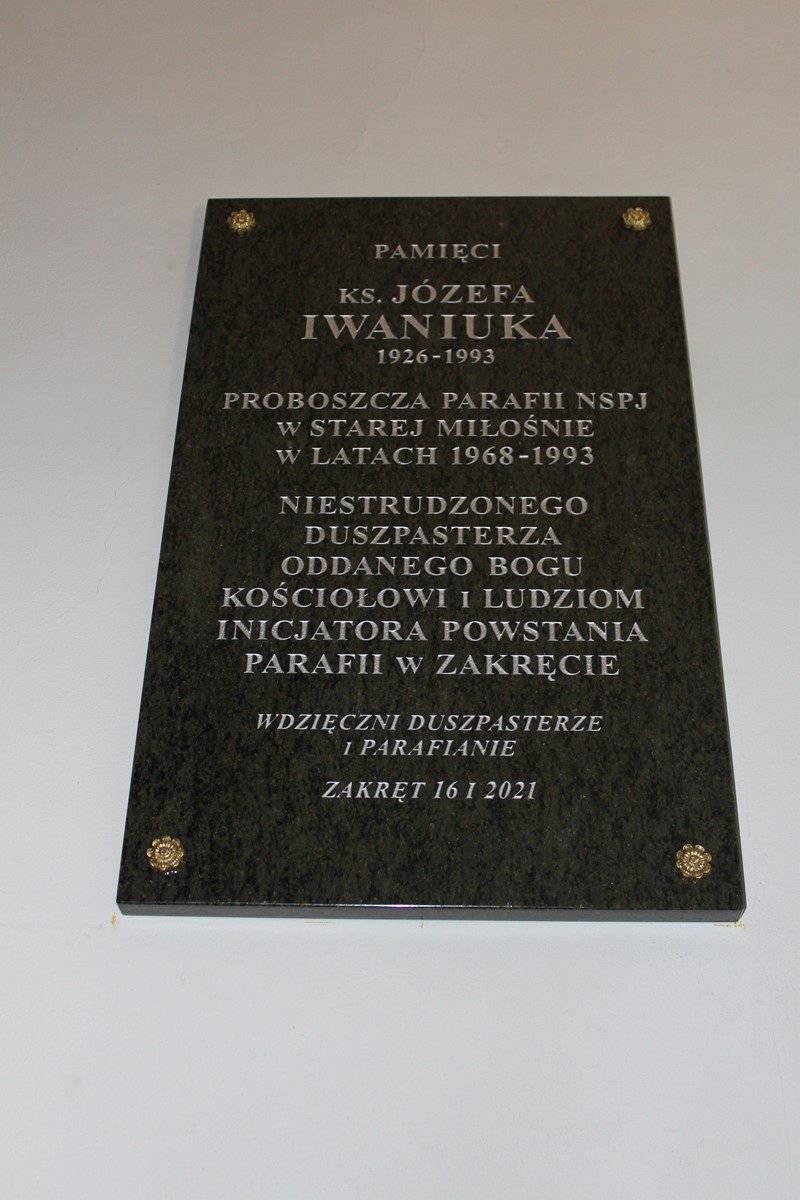 PAMIĘCI
KS. JÓZEFA
IWANIUKA
1926-1993
PROBOSZCZA PARAFII NSPJ
W STAREJ MIŁOŚNIE
W LATACH 1968-1993
NIESTRUDZONEGO
DUSZPASTERZA
ODDANEGO BOGU
KOŚCIOŁOWI I LUDZIOM
INICJATORA POWSTANIA
PARAFII W ZAKRĘCIE
WDZIĘCZNI DUSZPASTERZE
I PARAFIANIE
ZAKRĘT 16 I 2021